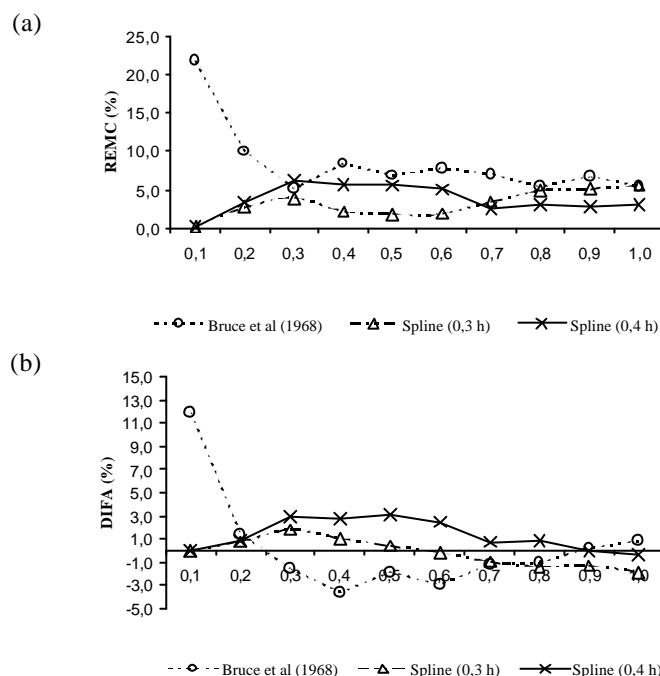 (a)
REMC (%)
25,0
20,0
15,0
10,0
5,0
0,0
0,1 0,2 0,3 0,4 0,5 0,6 0,7 0,8 0,9 1,0
Bruce et al (1968) Spline (0,3 h) Spline (0,4 h)
(b)
DIFA (%)
15,0
13,0
11,0
9,0
7,0
5,0
3,0
1,0
-1,0
-3,0
-5,0
0,1 0,2 0,3 0,4 0,5 0,6 0,7 0,8 0,9 1,0
Bruce et al (1968) Spline (0,3 h) Spline (0,4 h)